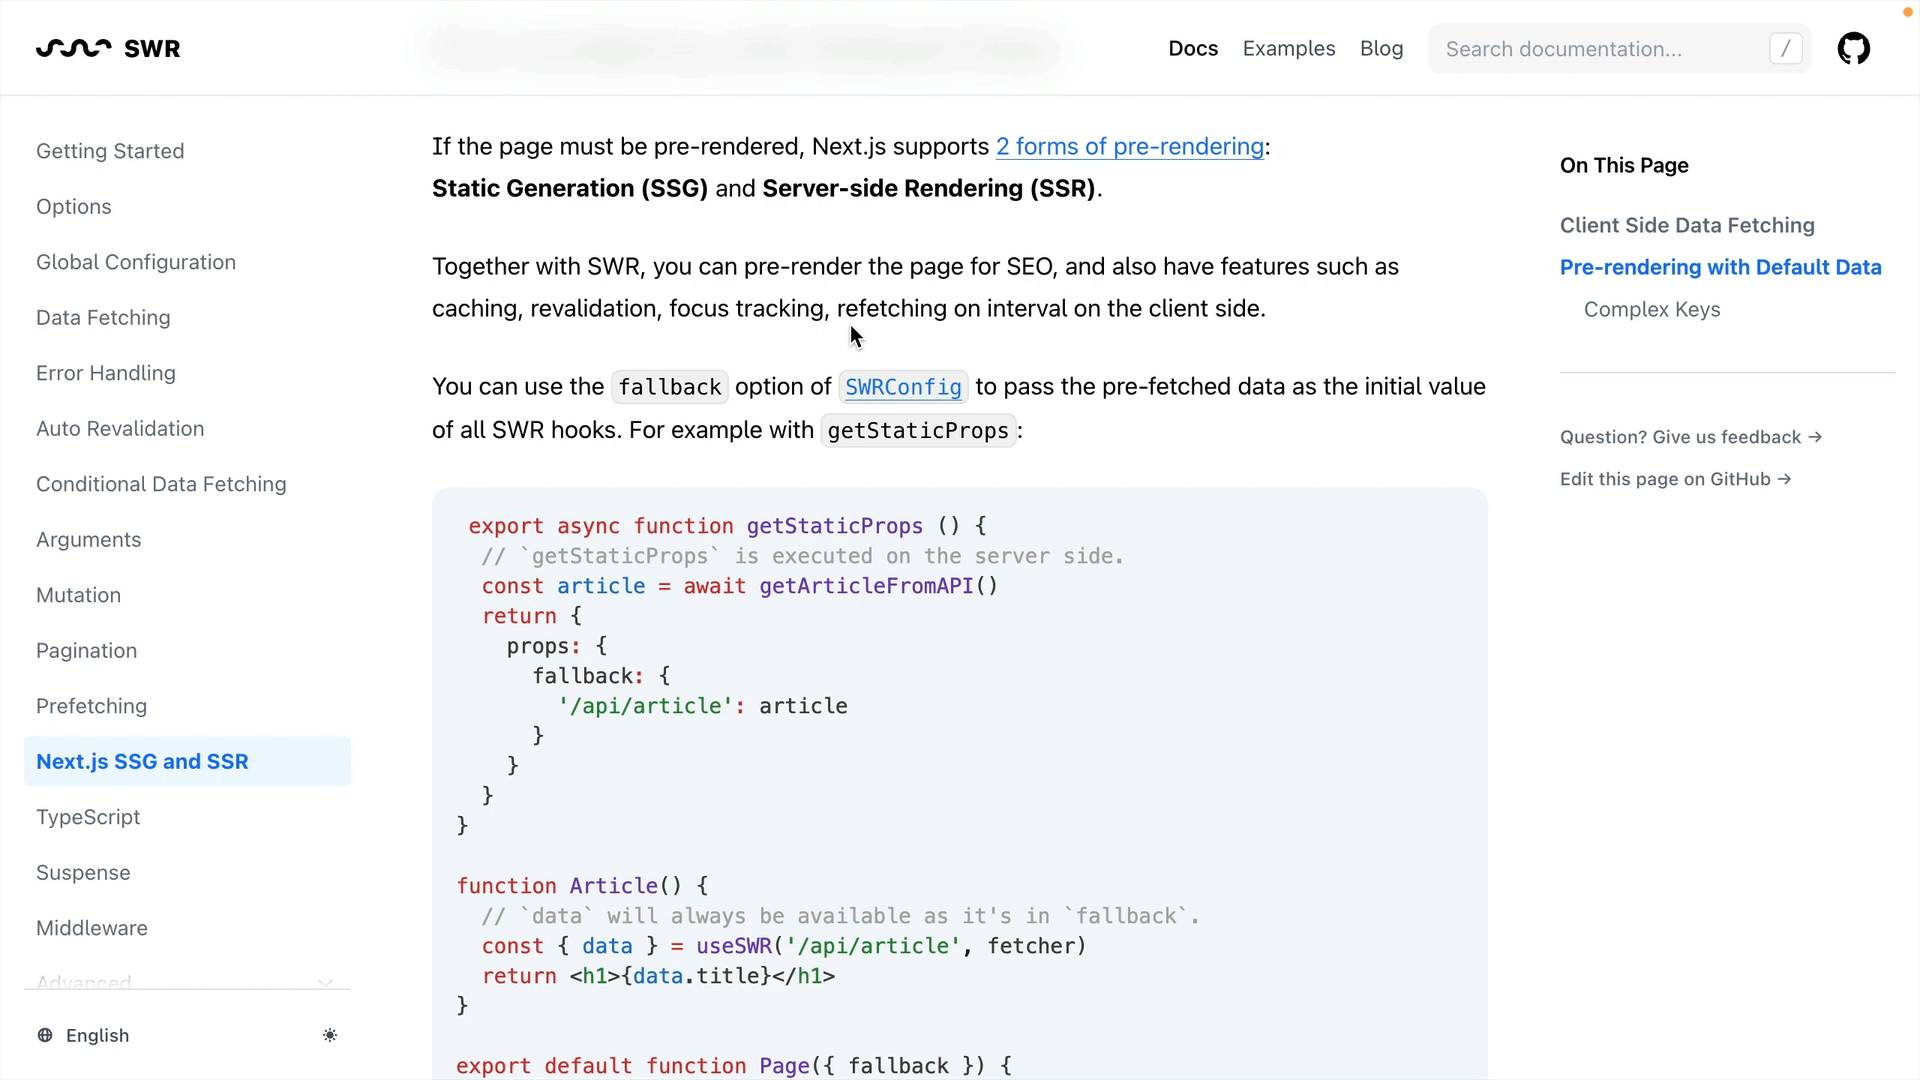 SWR
Docs
Examples
Blog
Search documentation...
/
Getting Started
Options
Global Configuration
Data Fetching
Error Handling
Auto Revalidation
Conditional Data Fetching
Arguments
Mutation
Pagination
Prefetching
Next.js SSG and SSR
TypeScript
Suspense
Middleware
Advanced
English
If the page must be pre-rendered, Next.js supports 2 forms of pre-rendering:
Static Generation (SSG) and Server-side Rendering (SSR).
Together with SWR, you can pre-render the page for SEO, and also have features such as
caching, revalidation, focus tracking, refetching on interval on the client side.
You can use the fallback option of SWRConfig to pass the pre-fetched data as the initial value
of all SWR hooks. For example with getStaticProps:
export async function getStaticProps () {
// `getStaticProps` is executed on the server side.
const article = await getArticleFromAPI()
return {
props: {
fallback: {
'/api/article': article
}
}
}
}
function Article() {
// `data` will always be available as it's in `fallback`.
const { data } = useSWR('/api/article', fetcher)
return <h1>{data.title}</h1>
}
export default function Page({ fallback }) {
On This Page
Client Side Data Fetching
Pre-rendering with Default Data
Complex Keys
Question? Give us feedback →
Edit this page on GitHub →